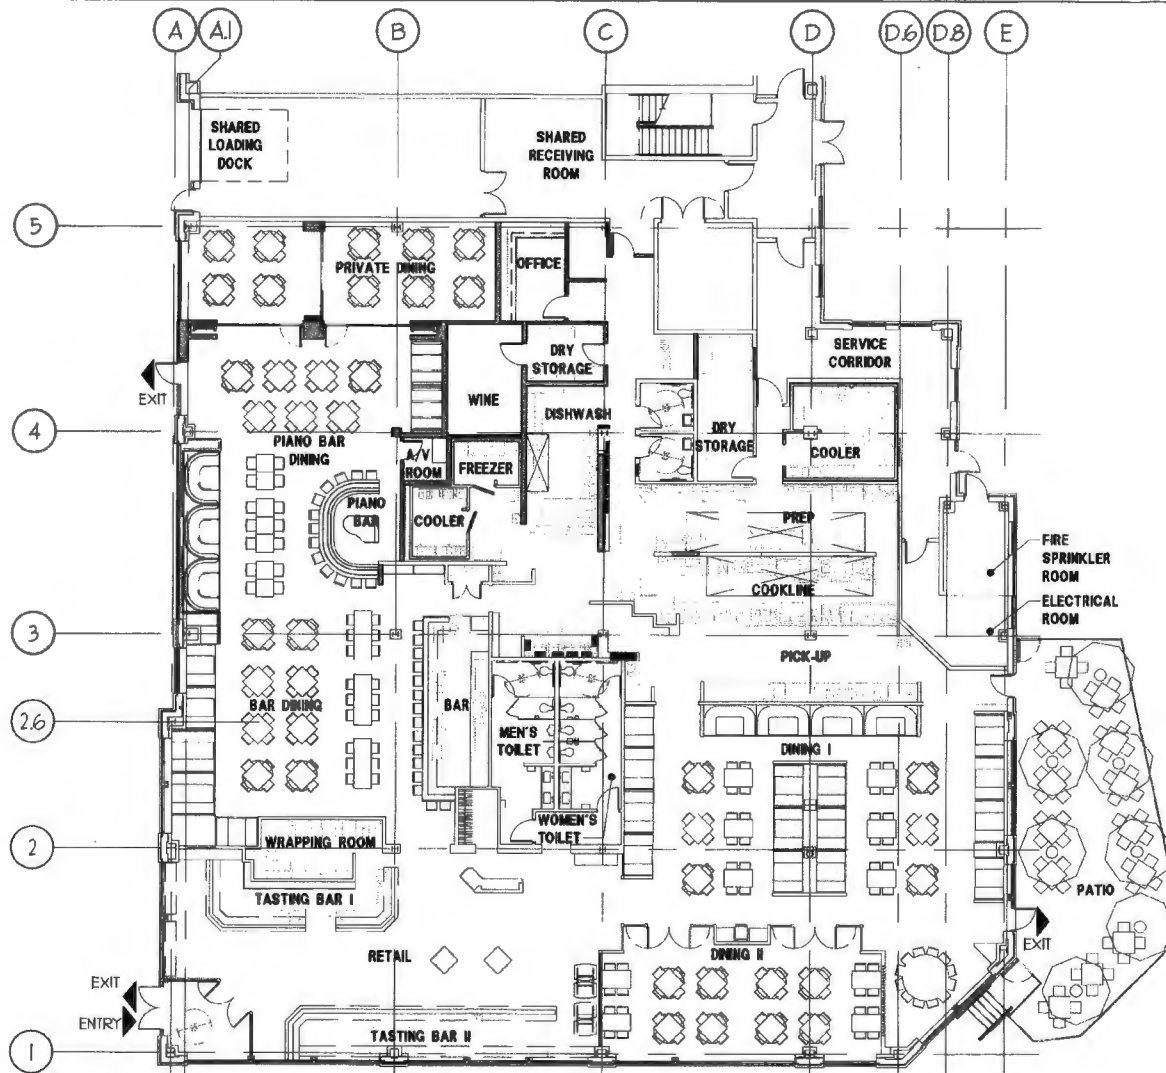 A
A.1
B
C
D
D.6
D.8
E
SHARED
LOADING
DOCK
SHARED
RECEIVING
ROOM
5
PRIVATE DINING
OFFICE
DRY
STORAGE
SERVICE
CORRIDOR
EXIT
WINE
DISHWASH
4
PIANO BAR
DINING
A/V
ROOM
FREEZER
DRY
STORAGE
COOLER
PIANO
BAR
COOLER
PREP
FIRE
SPRINKLER
ROOM
COOKLINE
ELECTRICAL
ROOM
3
PICK-UP
2.6
BAR DINING
BAR
MEN'S
TOILET
DINING I
WOMEN'S
TOILET
2
WRAPPING ROOM
TASTING BAR I
PATIO
EXIT
RETAIL
DINING II
EXIT
ENTRY
TASTING BAR II
1